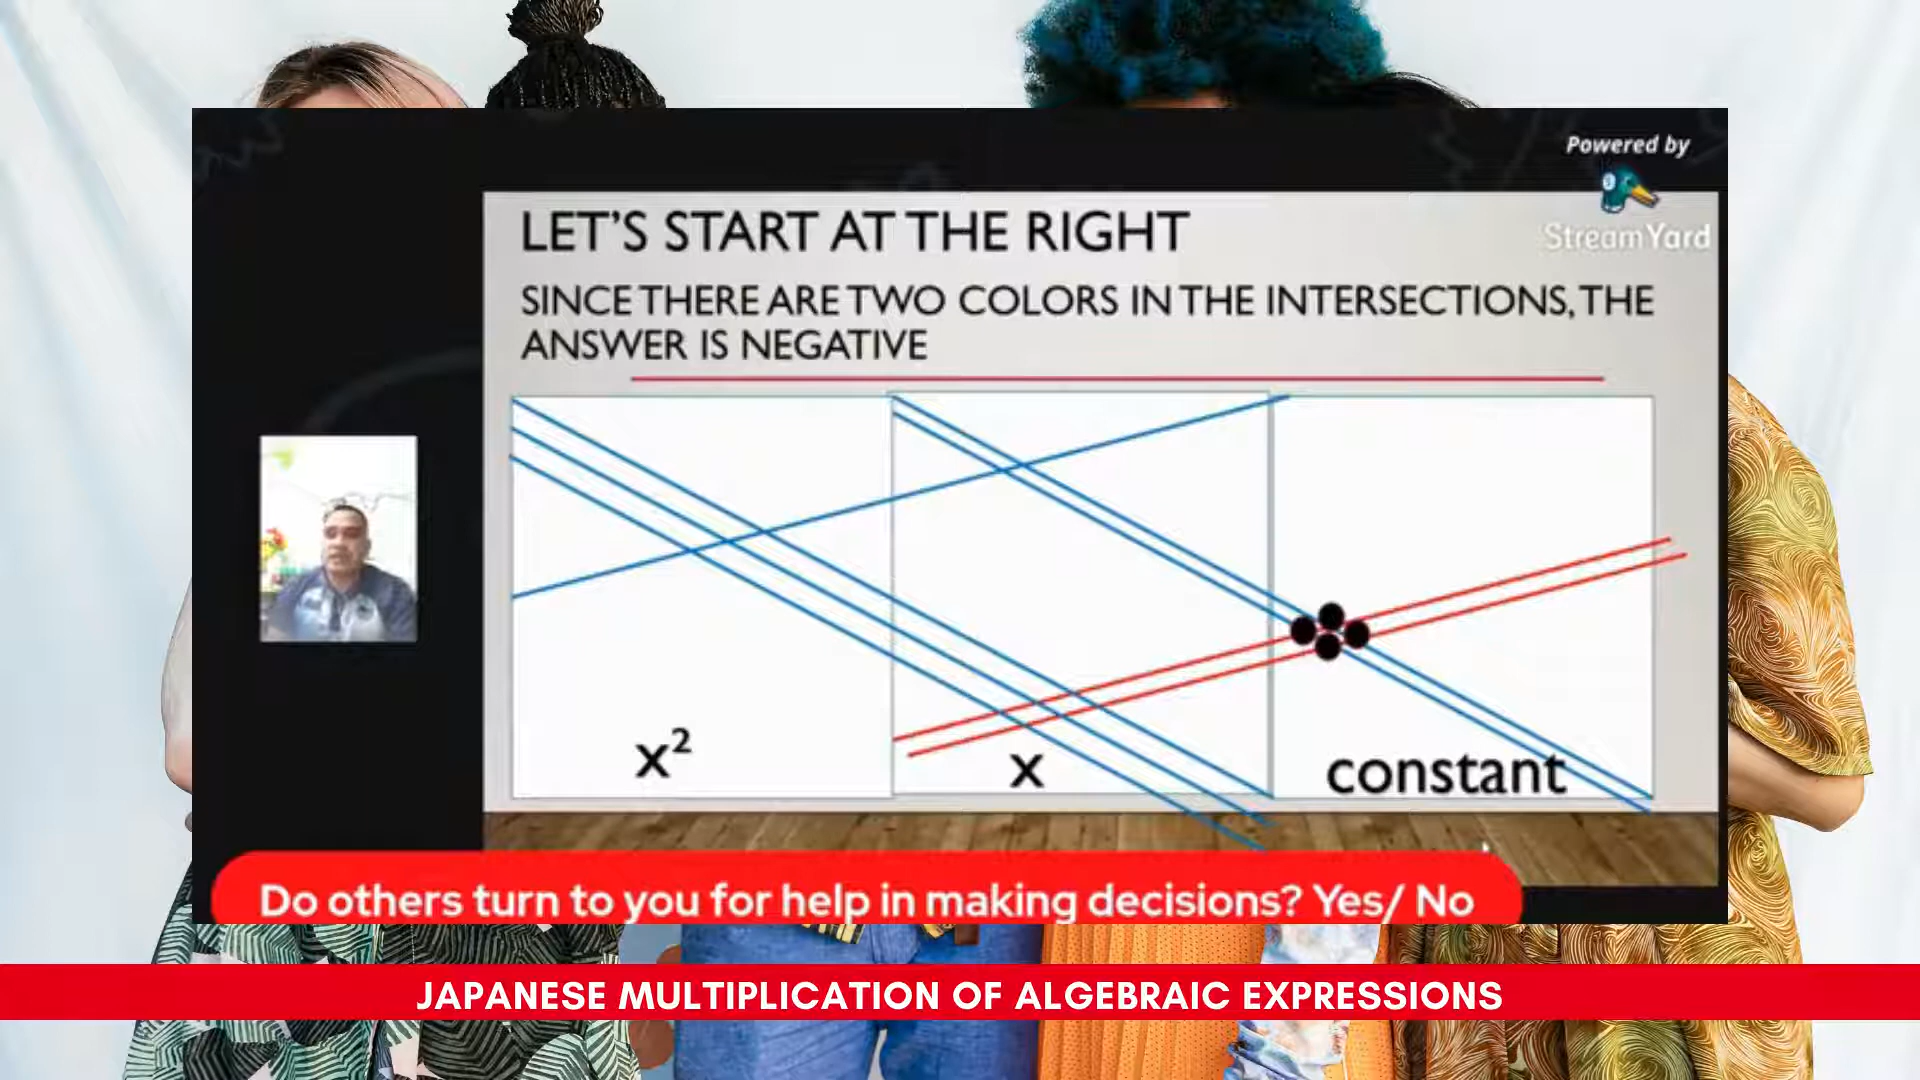 Powered by
StreamYard
LET'S START AT THE RIGHT
SINCE THERE ARE TWO COLORS IN THE INTERSECTIONS, THE
ANSWER IS NEGATIVE
x²
x
constant
Do others turn to you for help in making decisions? Yes/ No
JAPANESE MULTIPLICATION OF ALGEBRAIC EXPRESSIONS